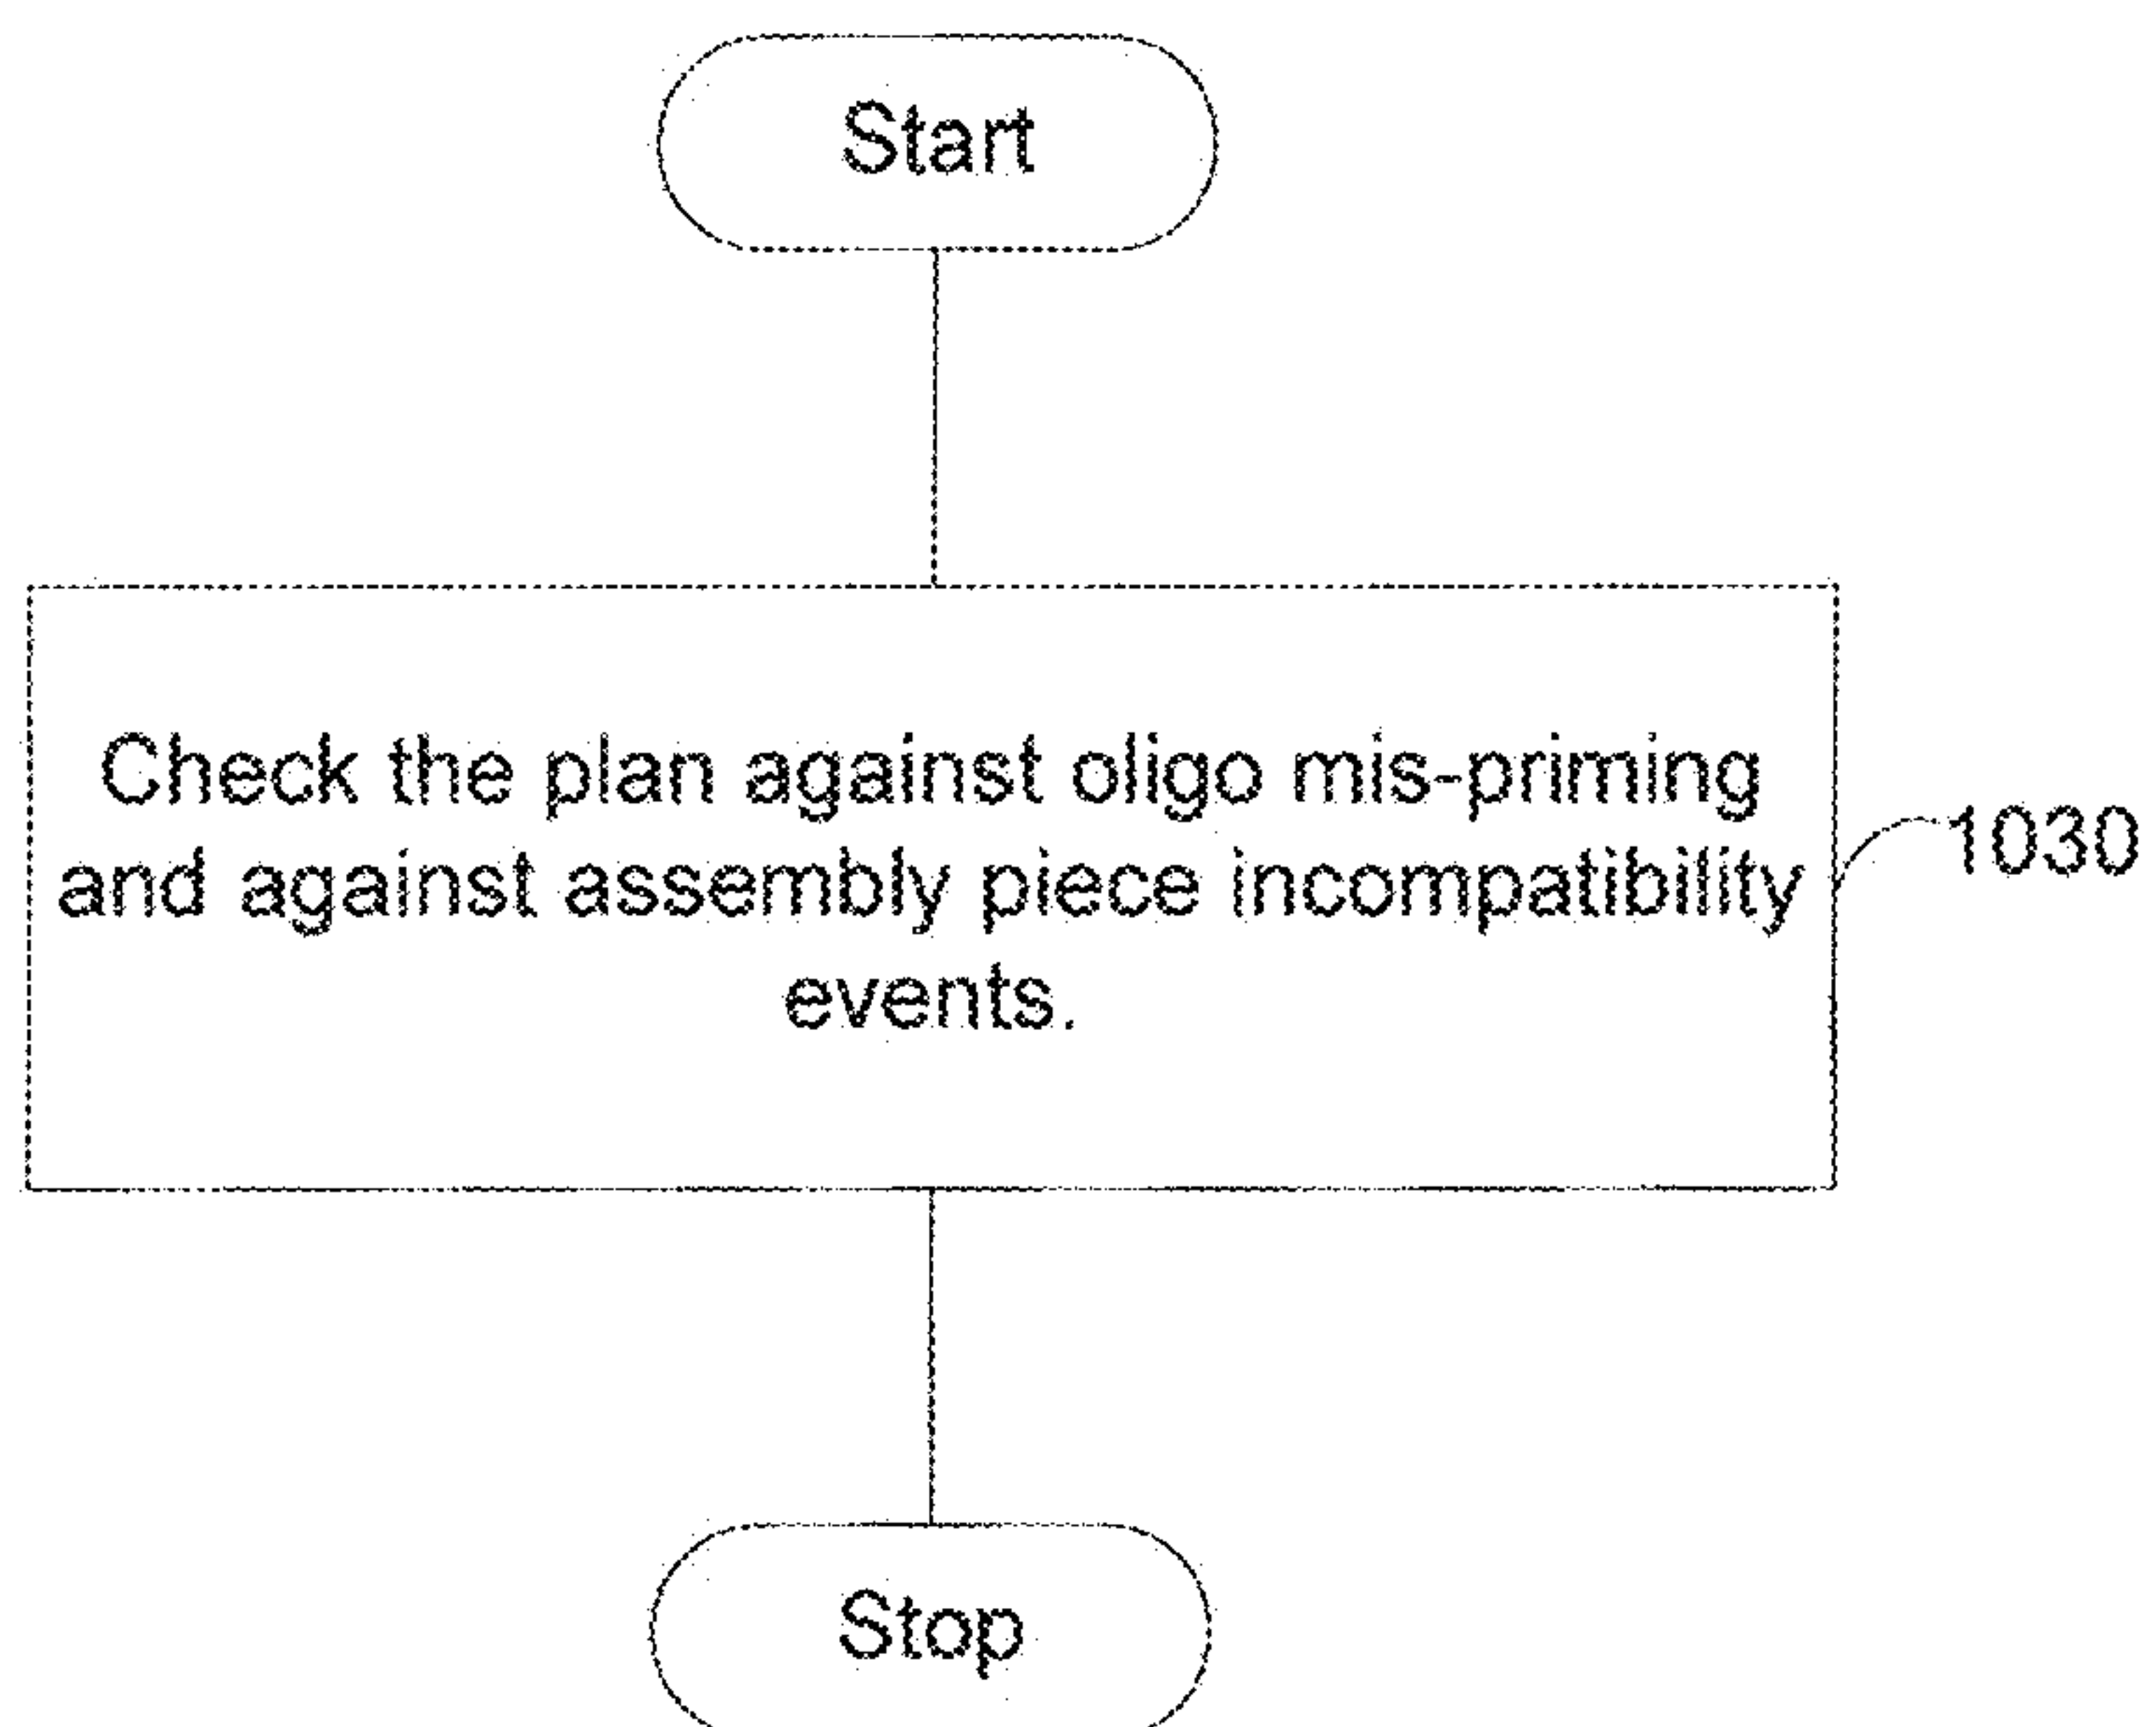 Start
Check the plan against oligo mis-priming
and against assembly piece incompatibility
events.
1030
Stop